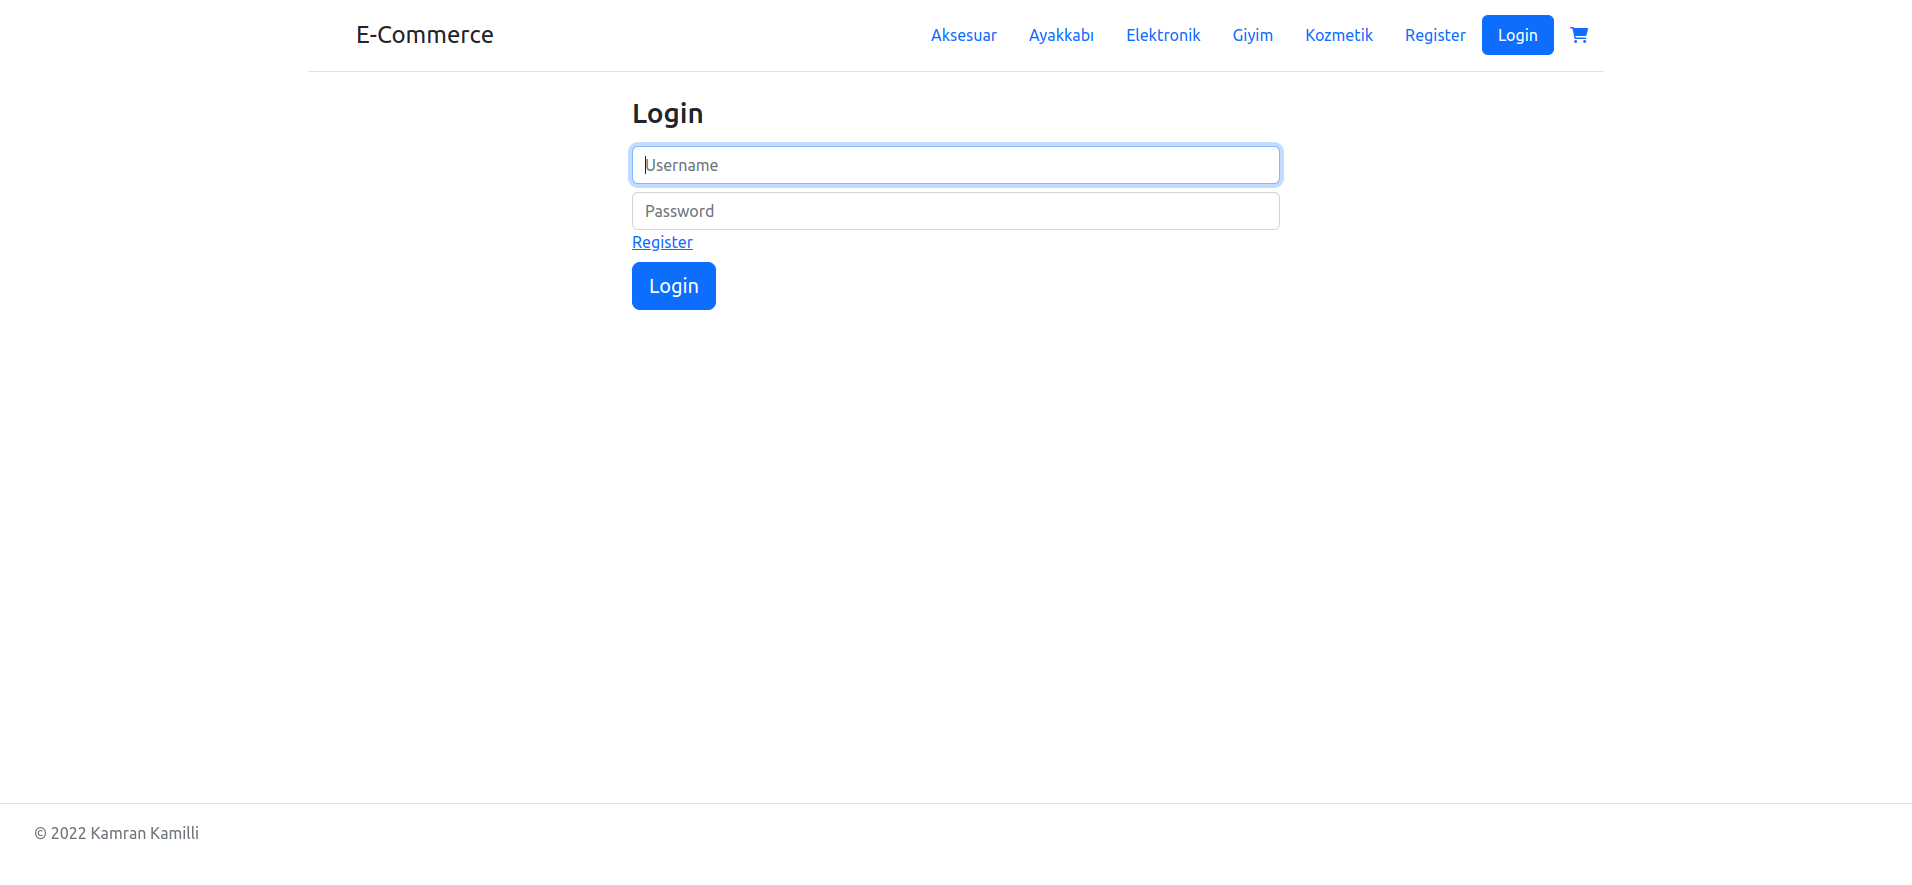 E-Commerce Aksesuar Ayakkabı Elektronik Giyim Kozmetik Register Login
Login
Username
Password
Register
Login
© 2022 Kamran Kamilli